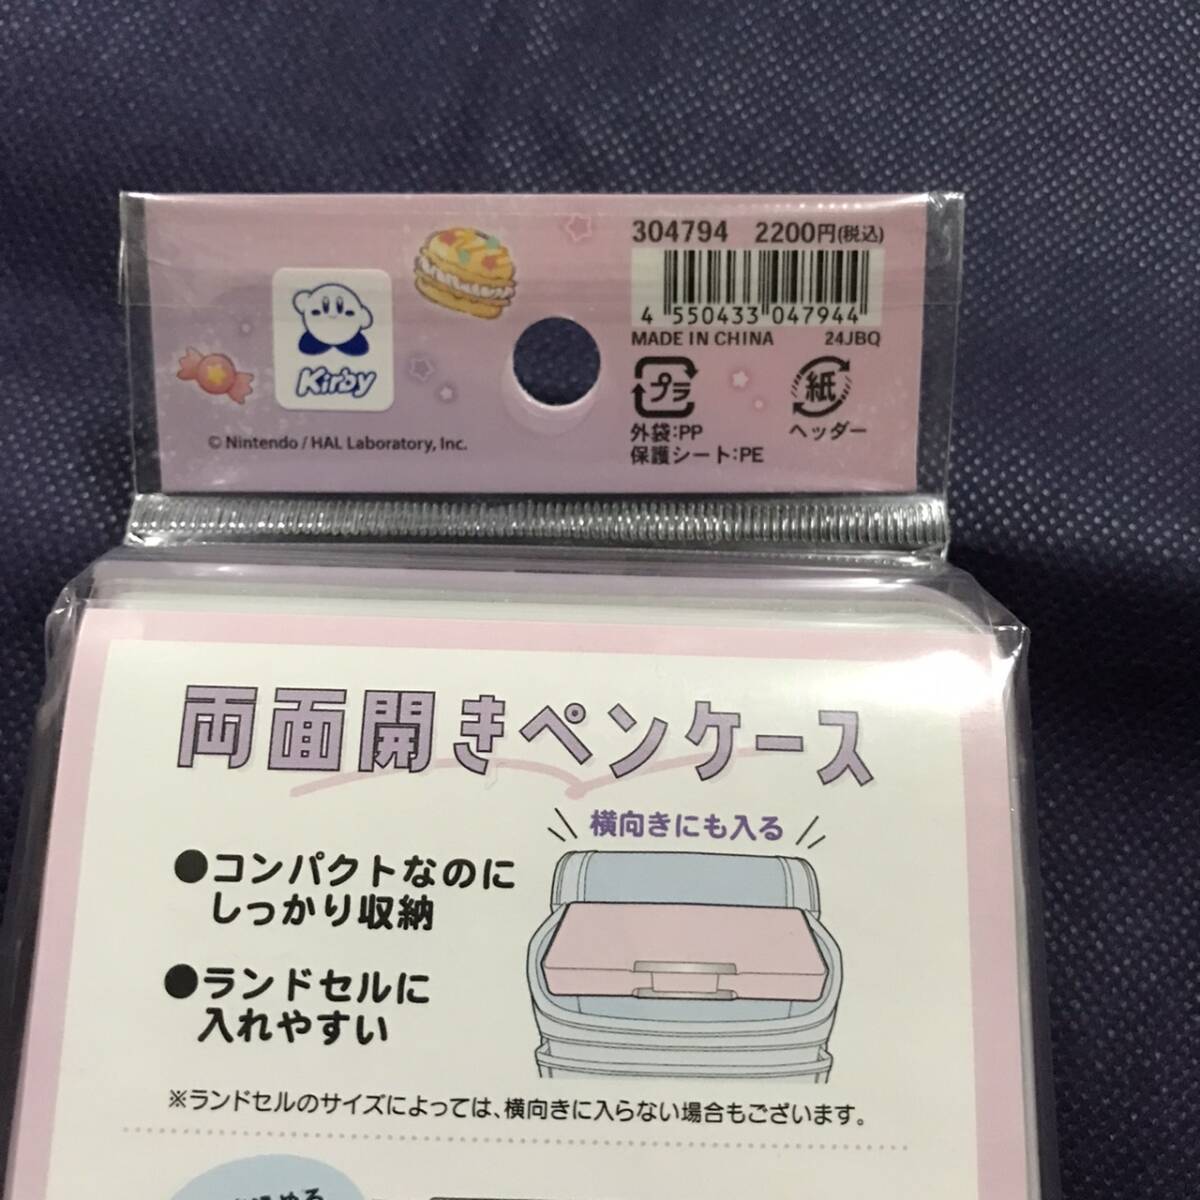 304794 2200円(税込)
4 550433 047944
MADE IN CHINA 24JBQ
プラ
紙
外袋:PP
ヘッダー
保護シート:PE
Kirby
© Nintendo / HAL Laboratory, Inc.
両面開きペンケース
横向きにも入る
●コンパクトなのに
しっかり収納
●ランドセルに
入れやすい
※ランドセルのサイズによっては、横向きに入らない場合もございます。